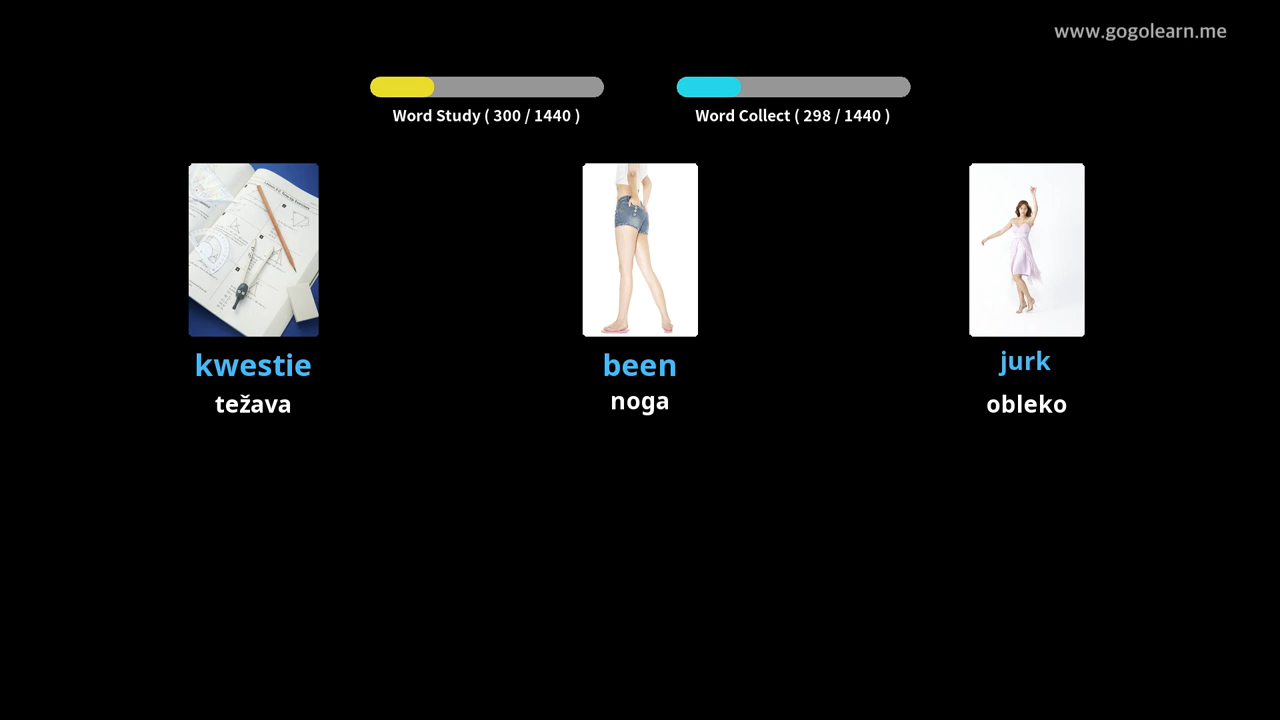 www.gogolearn.me
Word Study ( 300 / 1440 )
Word Collect ( 298 / 1440 )
kwestie
težava
been
noga
jurk
obleko